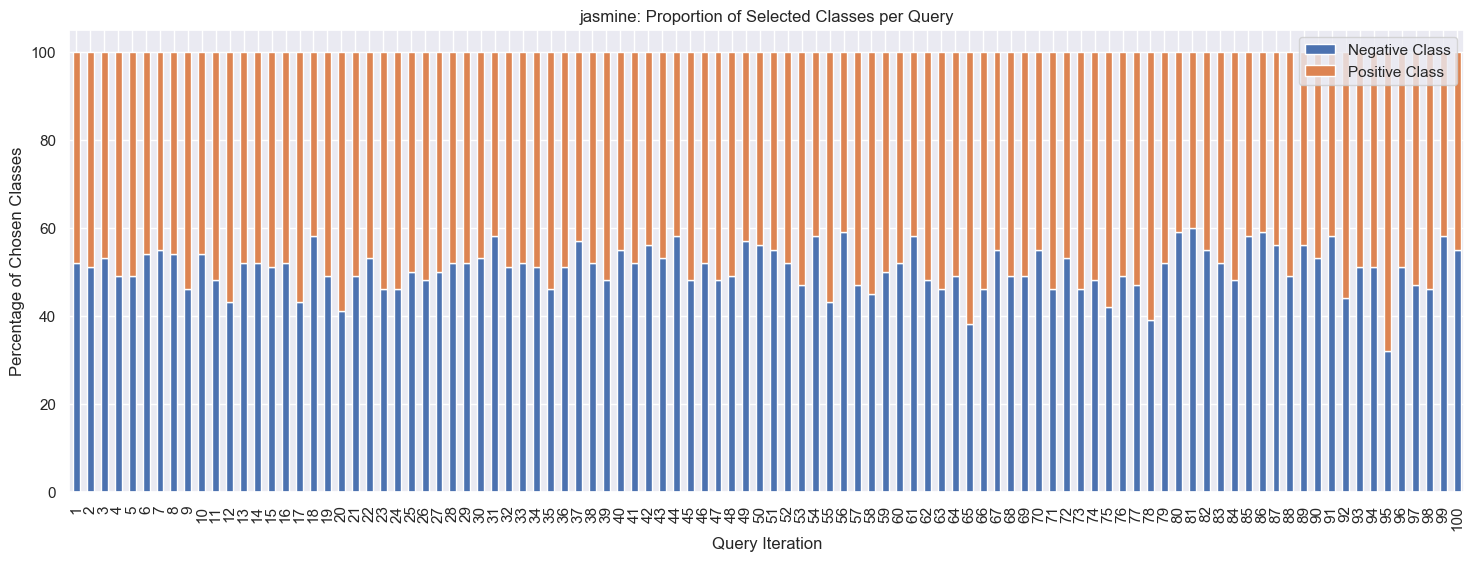 jasmine: Proportion of Selected Classes per Query
Negative Class
Positive Class
Percentage of Chosen Classes
100
80
60
40
20
0
1 2 3 4 5 6 7 8 9 10 11 12 13 14 15 16 17 18 19 20 21 22 23 24 25 26 27 28 29 30 31 32 33 34 35 36 37 38 39 40 41 42 43 44 45 46 47 48 49 50 51 52 53 54 55 56 57 58 59 60 61 62 63 64 65 66 67 68 69 70 71 72 73 74 75 76 77 78 79 80 81 82 83 84 85 86 87 88 89 90 91 92 93 94 95 96 97 98 99 100
Query Iteration